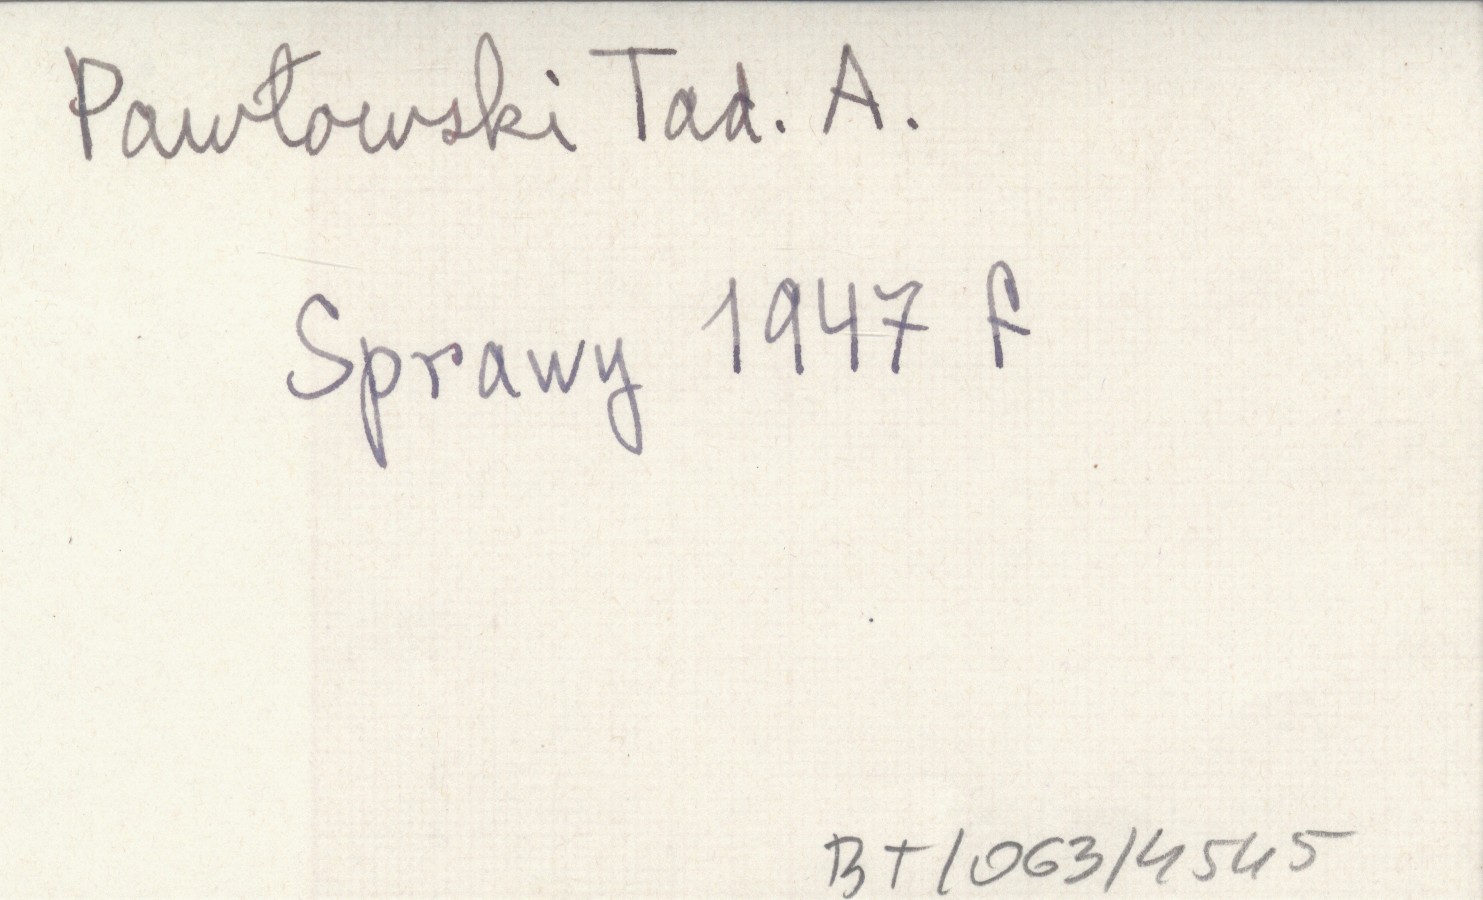 Pawłowski Tad. A.
Sprawy 1947 f
BT/063/4545